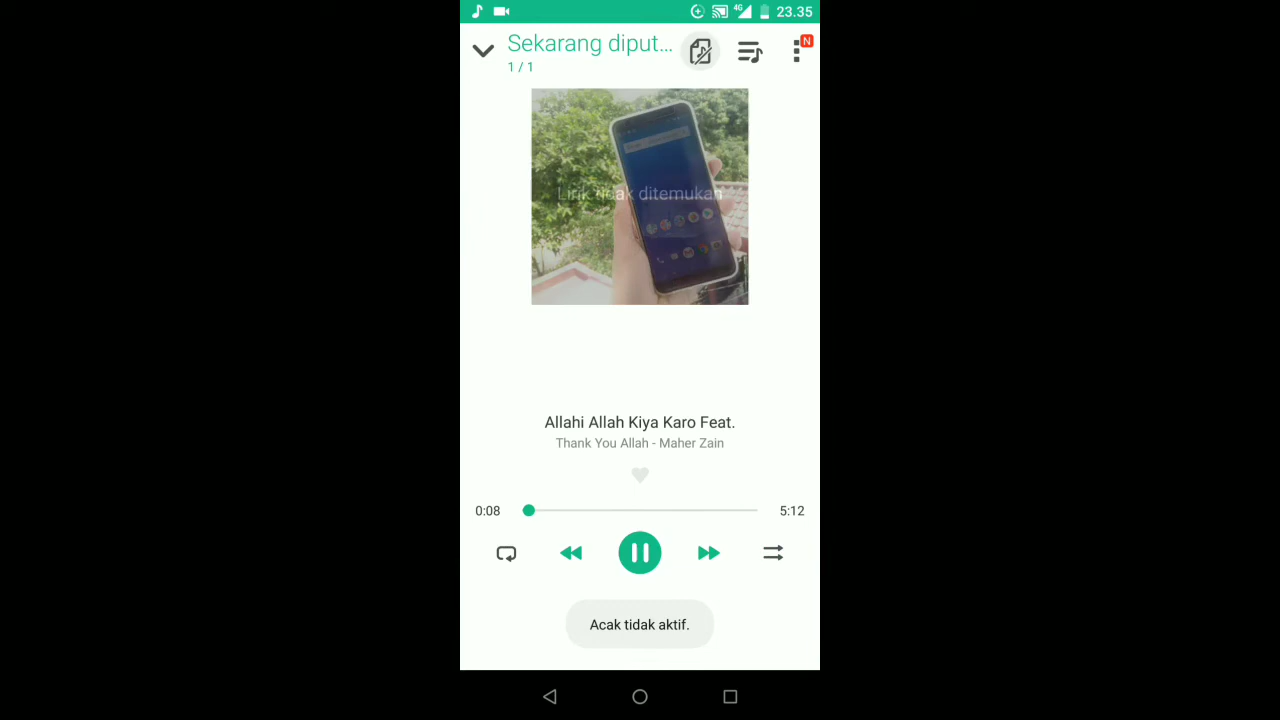 4G 23.35
Sekarang diput...
N
1 / 1
Lirik tidak ditemukan
Allahi Allah Kiya Karo Feat.
Thank You Allah - Maher Zain
0:08 5:12
Acak tidak aktif.